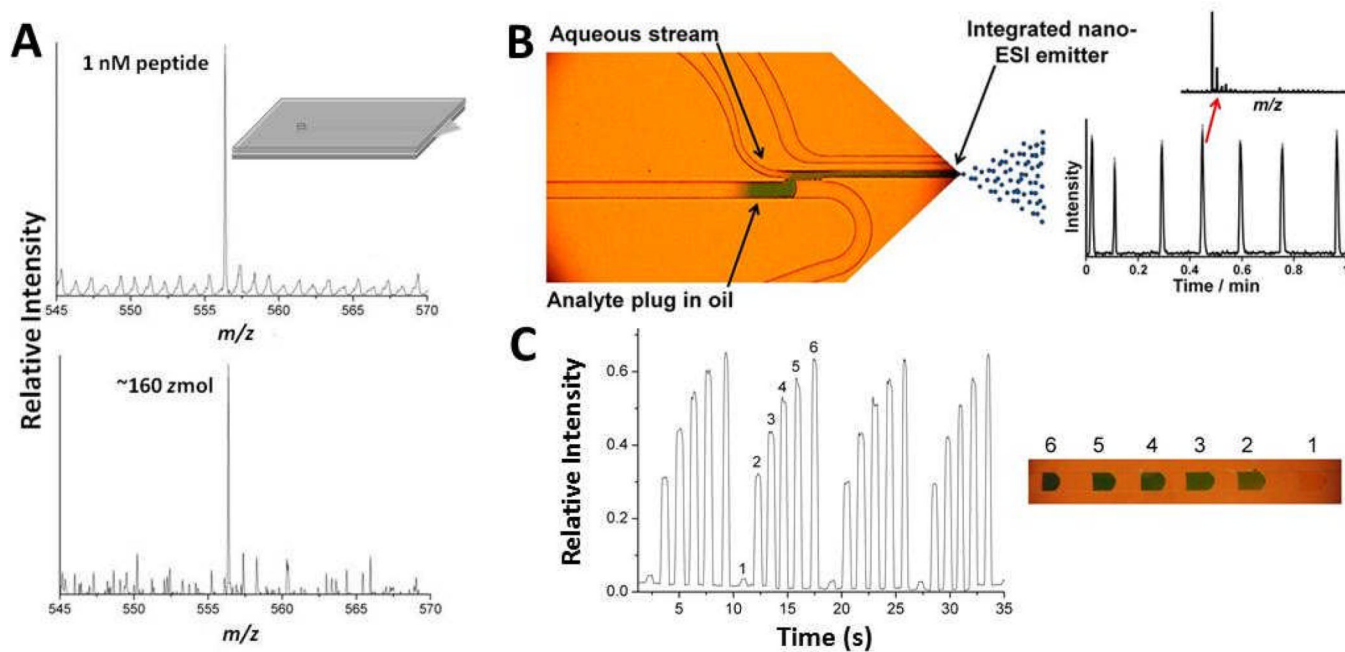 A
1 nM peptide
Relative Intensity
545 550 555 560 565 570
m/z
~160 zmol
545 550 555 560 565 570
m/z
B
Aqueous stream
Integrated nano-
ESI emitter
Analyte plug in oil
m/z
Intensity
0 0.4 0.6 0.8 1
Time / min
C
Relative Intensity
0.6
0.4
0.2
0.0
1 2 3 4 5 6
5 10 15 20 25 30 35
Time (s)
6 5 4 3 2 1